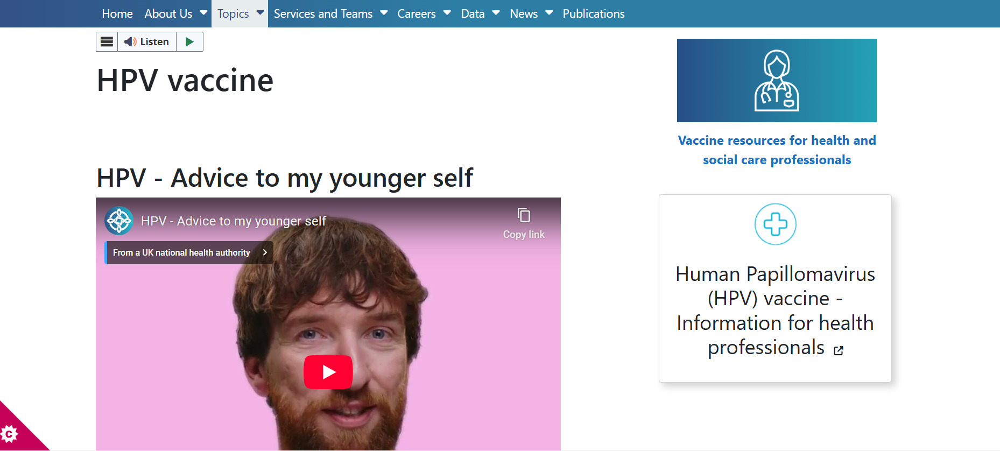 Home About Us Topics Services and Teams Careers Data News Publications
Listen
HPV vaccine
HPV - Advice to my younger self
HPV - Advice to my younger self
Copy link
From a UK national health authority
Vaccine resources for health and
social care professionals
Human Papillomavirus
(HPV) vaccine -
Information for health
professionals
C